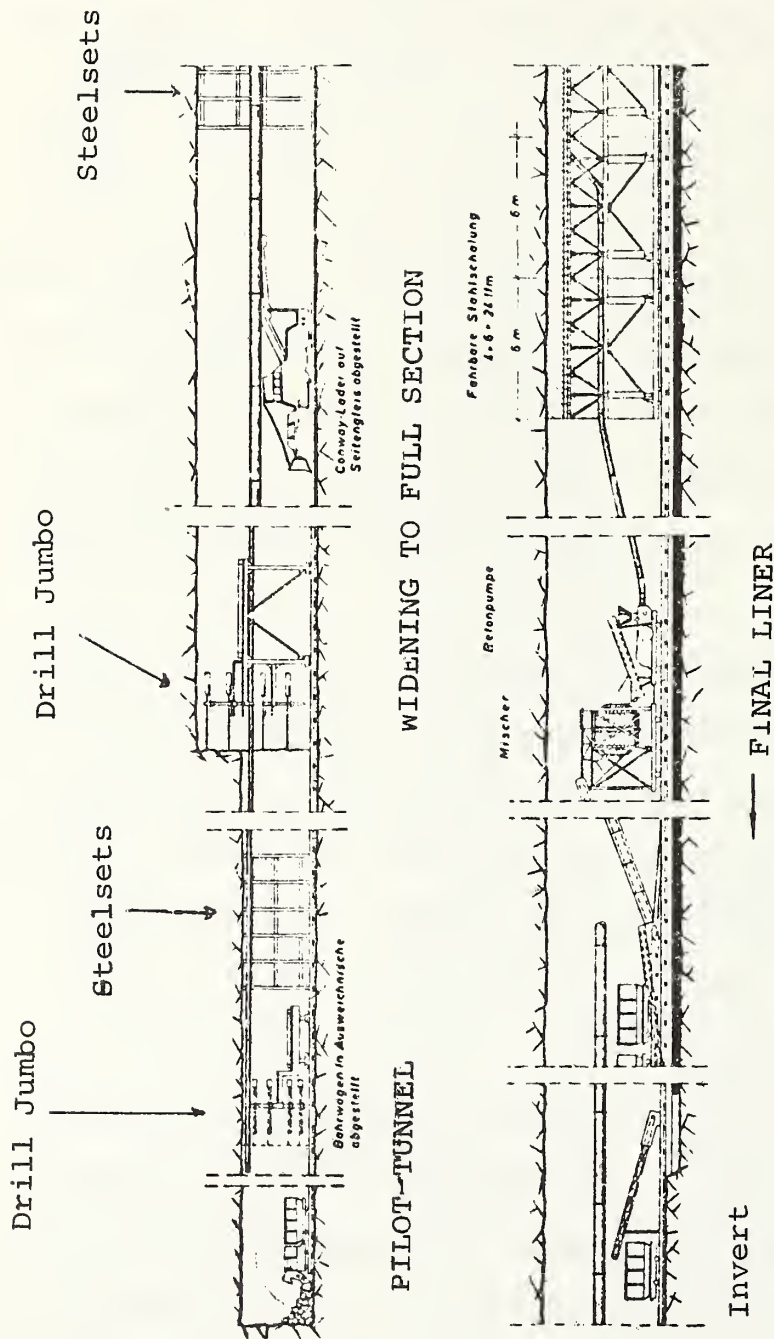 Drill Jumbo
Steelsets
Drill Jumbo
Steelsets
Bohrwagen in Ausweichnische
abgestellt
Conway-Lader auf
Seitengleis abgestellt
PILOT-TUNNEL
WIDENING TO FULL SECTION
Mischer
Betonpumpe
Fahrbare Stahlschalung
6 m
6 m
Invert
FINAL LINER